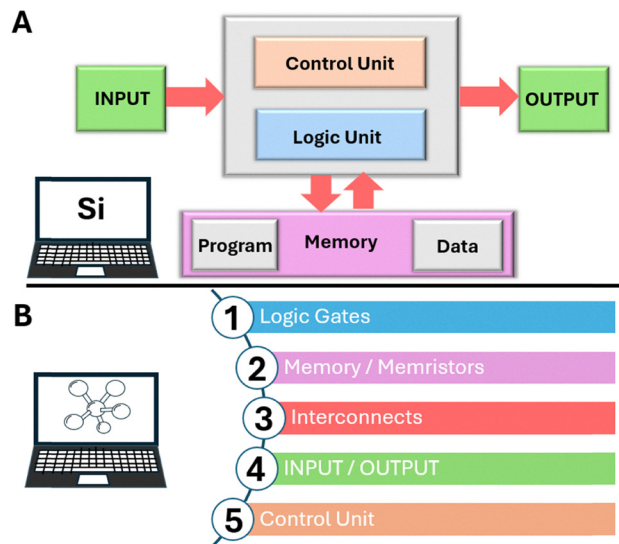 A
Control Unit
INPUT
OUTPUT
Logic Unit
Si
Program
Memory
Data
B
1 Logic Gates
2 Memory / Memristors
3 Interconnects
4 INPUT / OUTPUT
5 Control Unit